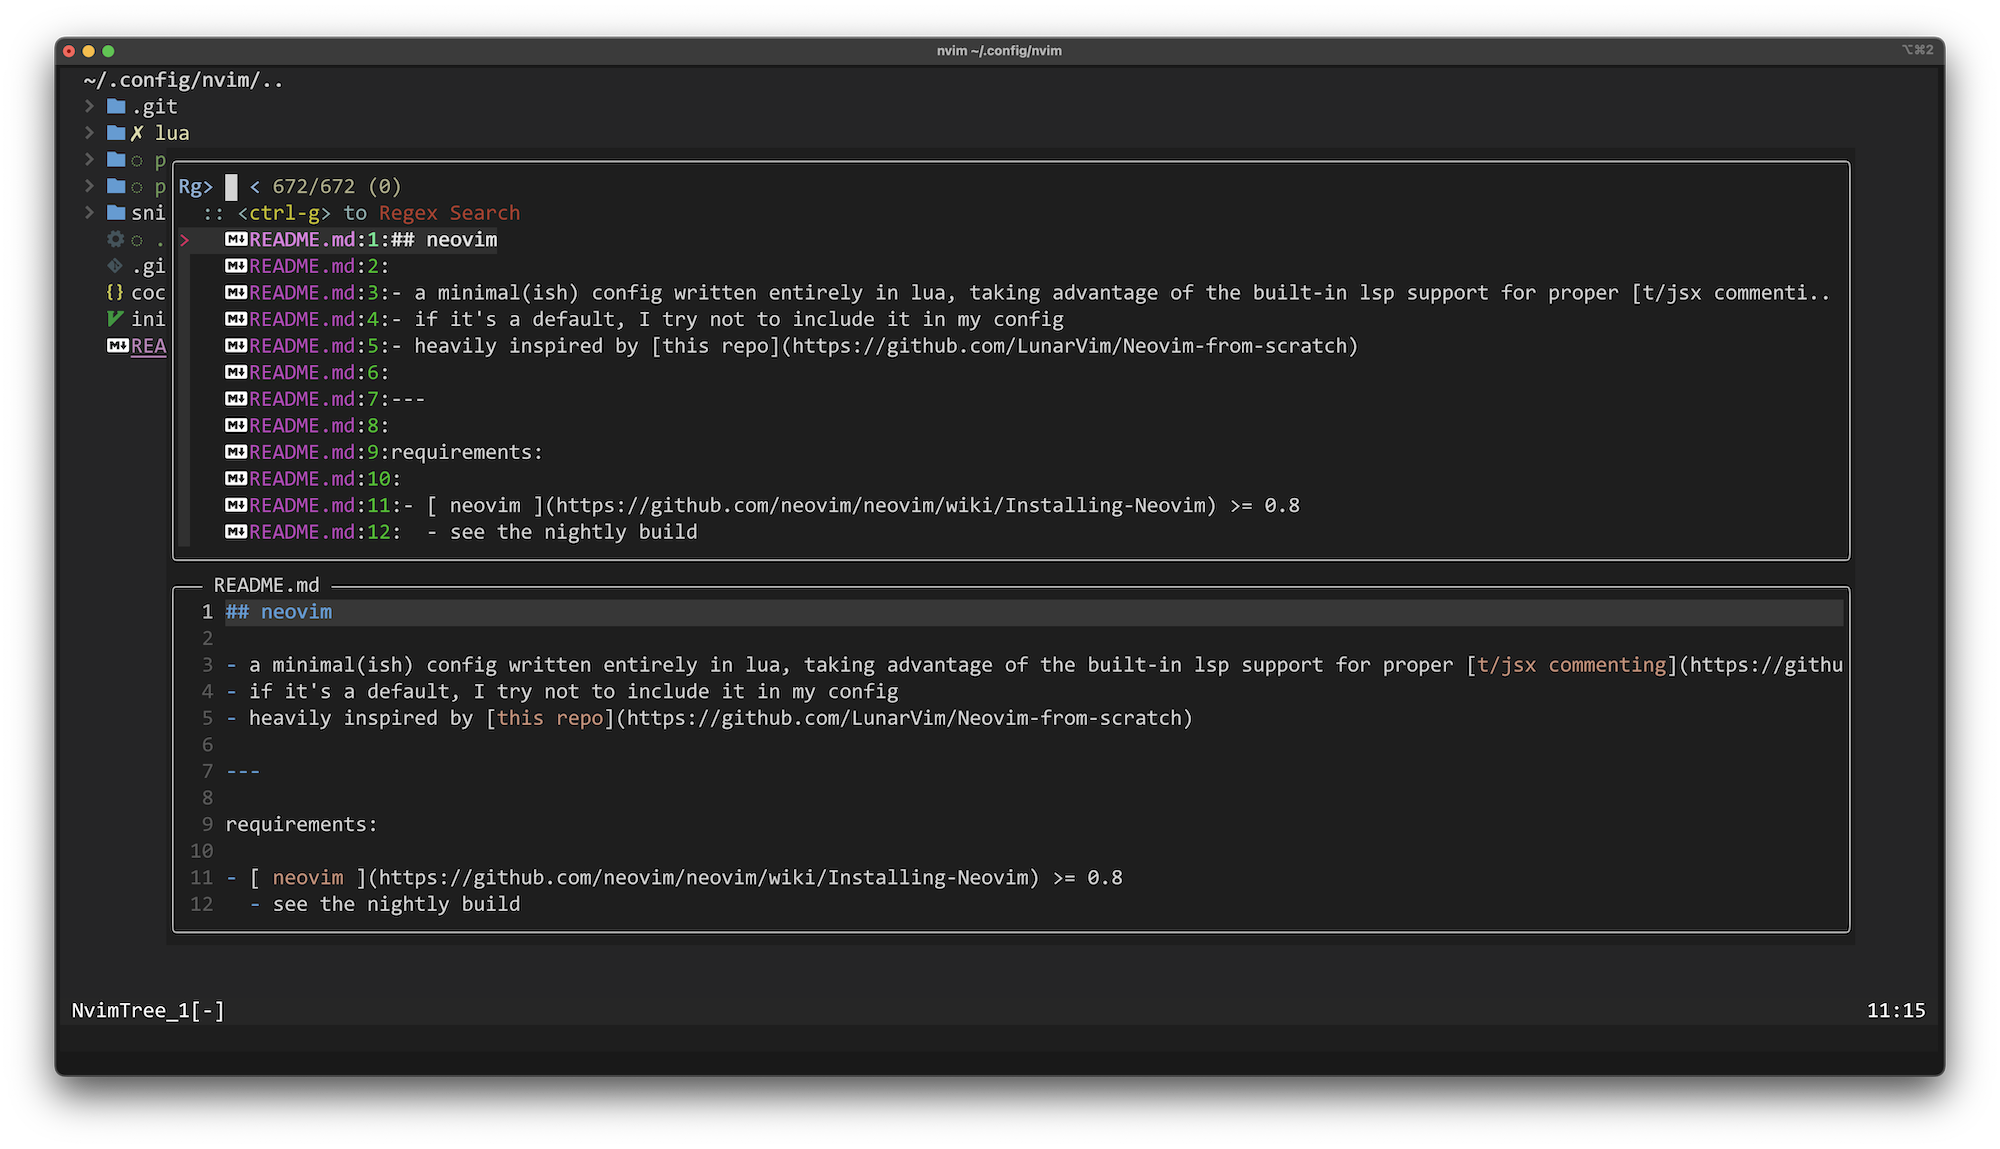 nvim ~/.config/nvim
⌥⌘2
~/.config/nvim/..
.git
✗ lua
p
p
sni
.
.gi
{} coc
ini
REA
Rg> < 672/672 (0)
:: <ctrl-g> to Regex Search
> README.md:1:## neovim
README.md:2:
README.md:3:- a minimal(ish) config written entirely in lua, taking advantage of the built-in lsp support for proper [t/jsx commenti..
README.md:4:- if it's a default, I try not to include it in my config
README.md:5:- heavily inspired by [this repo](https://github.com/LunarVim/Neovim-from-scratch)
README.md:6:
README.md:7:---
README.md:8:
README.md:9:requirements:
README.md:10:
README.md:11:- [ neovim ](https://github.com/neovim/neovim/wiki/Installing-Neovim) >= 0.8
README.md:12:  - see the nightly build
README.md
1 ## neovim
2
3 - a minimal(ish) config written entirely in lua, taking advantage of the built-in lsp support for proper [t/jsx commenting](https://githu
4 - if it's a default, I try not to include it in my config
5 - heavily inspired by [this repo](https://github.com/LunarVim/Neovim-from-scratch)
6
7 ---
8
9 requirements:
10
11 - [ neovim ](https://github.com/neovim/neovim/wiki/Installing-Neovim) >= 0.8
12   - see the nightly build
NvimTree_1[-]
11:15